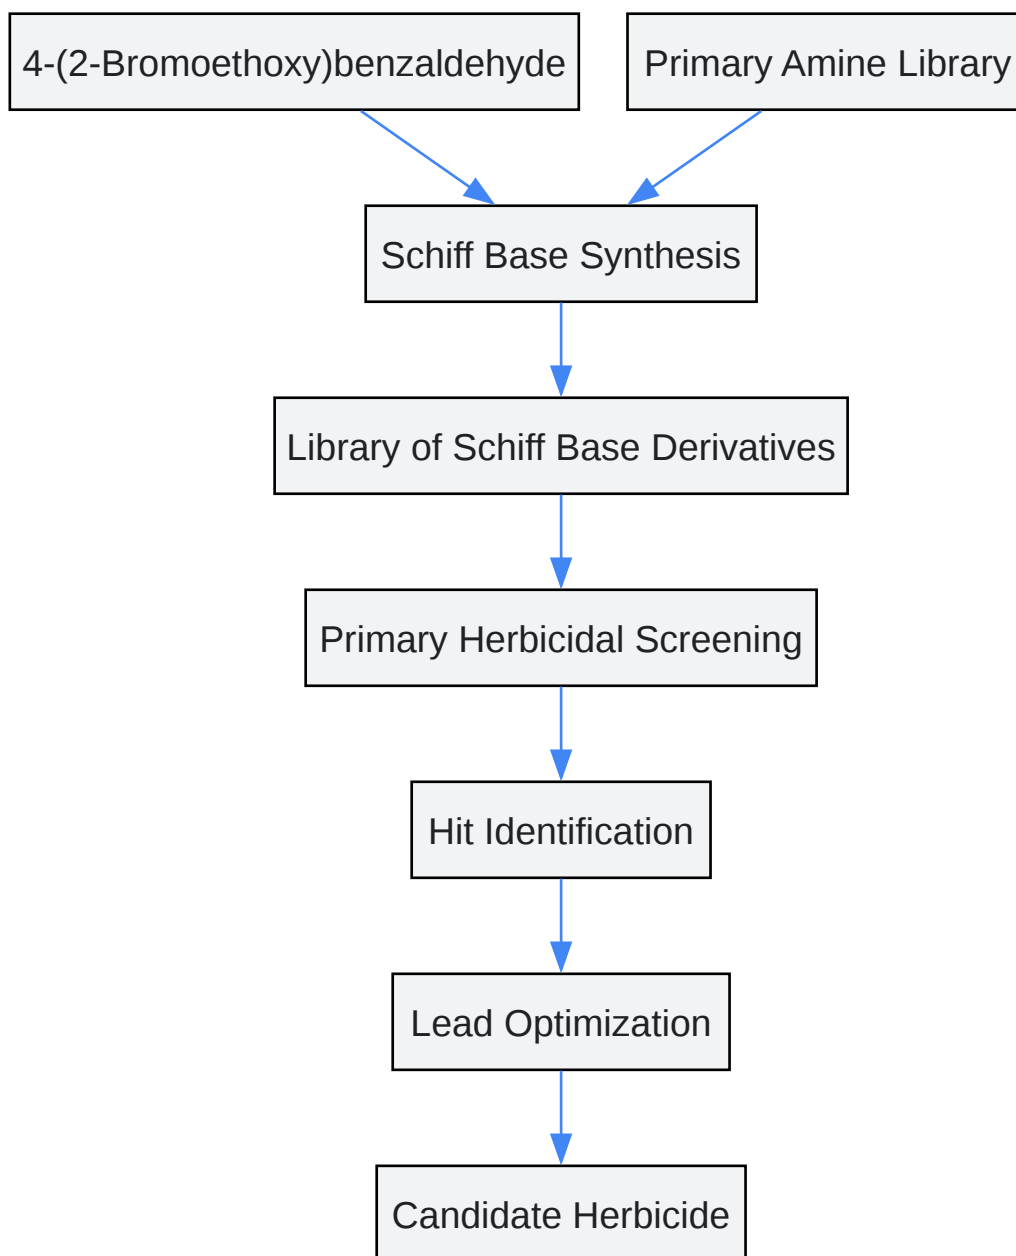 4-(2-Bromoethoxy)benzaldehyde
Primary Amine Library
Schiff Base Synthesis
Library of Schiff Base Derivatives
Primary Herbicidal Screening
Hit Identification
Lead Optimization
Candidate Herbicide